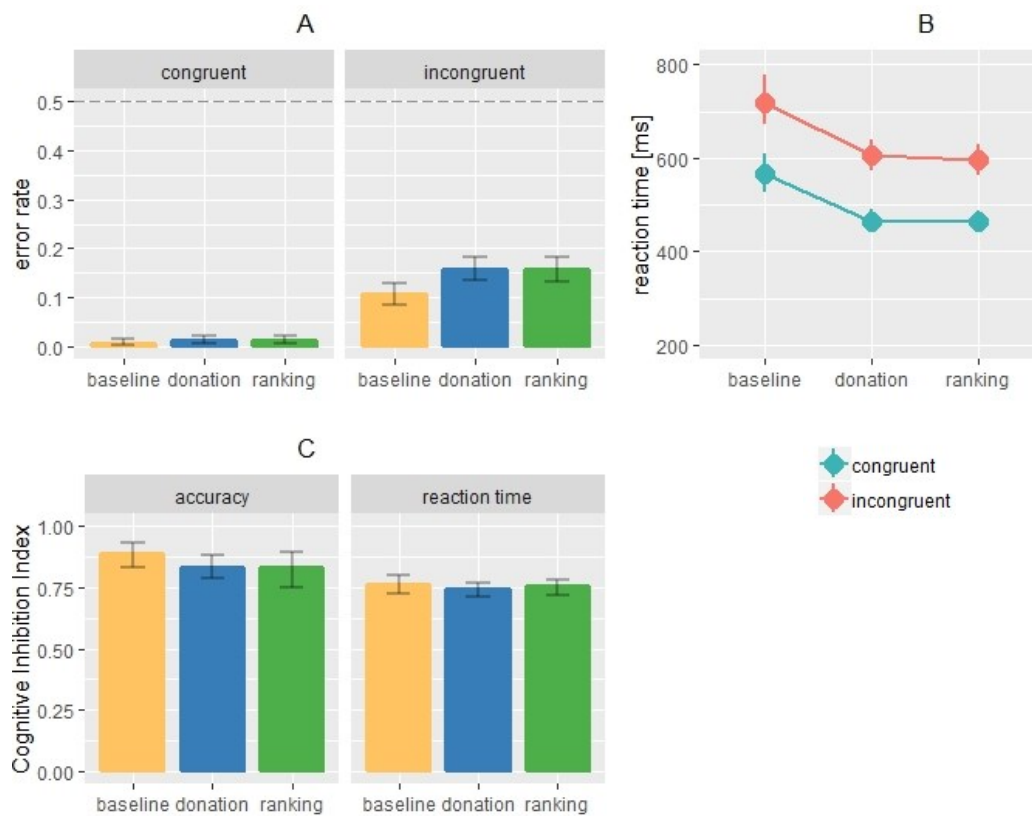 A
congruent
incongruent
0.5
0.4
0.3
0.2
0.1
0.0
error rate
baseline donation ranking
baseline donation ranking
B
800
600
400
200
reaction time [ms]
baseline donation ranking
congruent
incongruent
C
accuracy
reaction time
1.00
0.75
0.50
0.25
0.00
Cognitive Inhibition Index
baseline donation ranking
baseline donation ranking